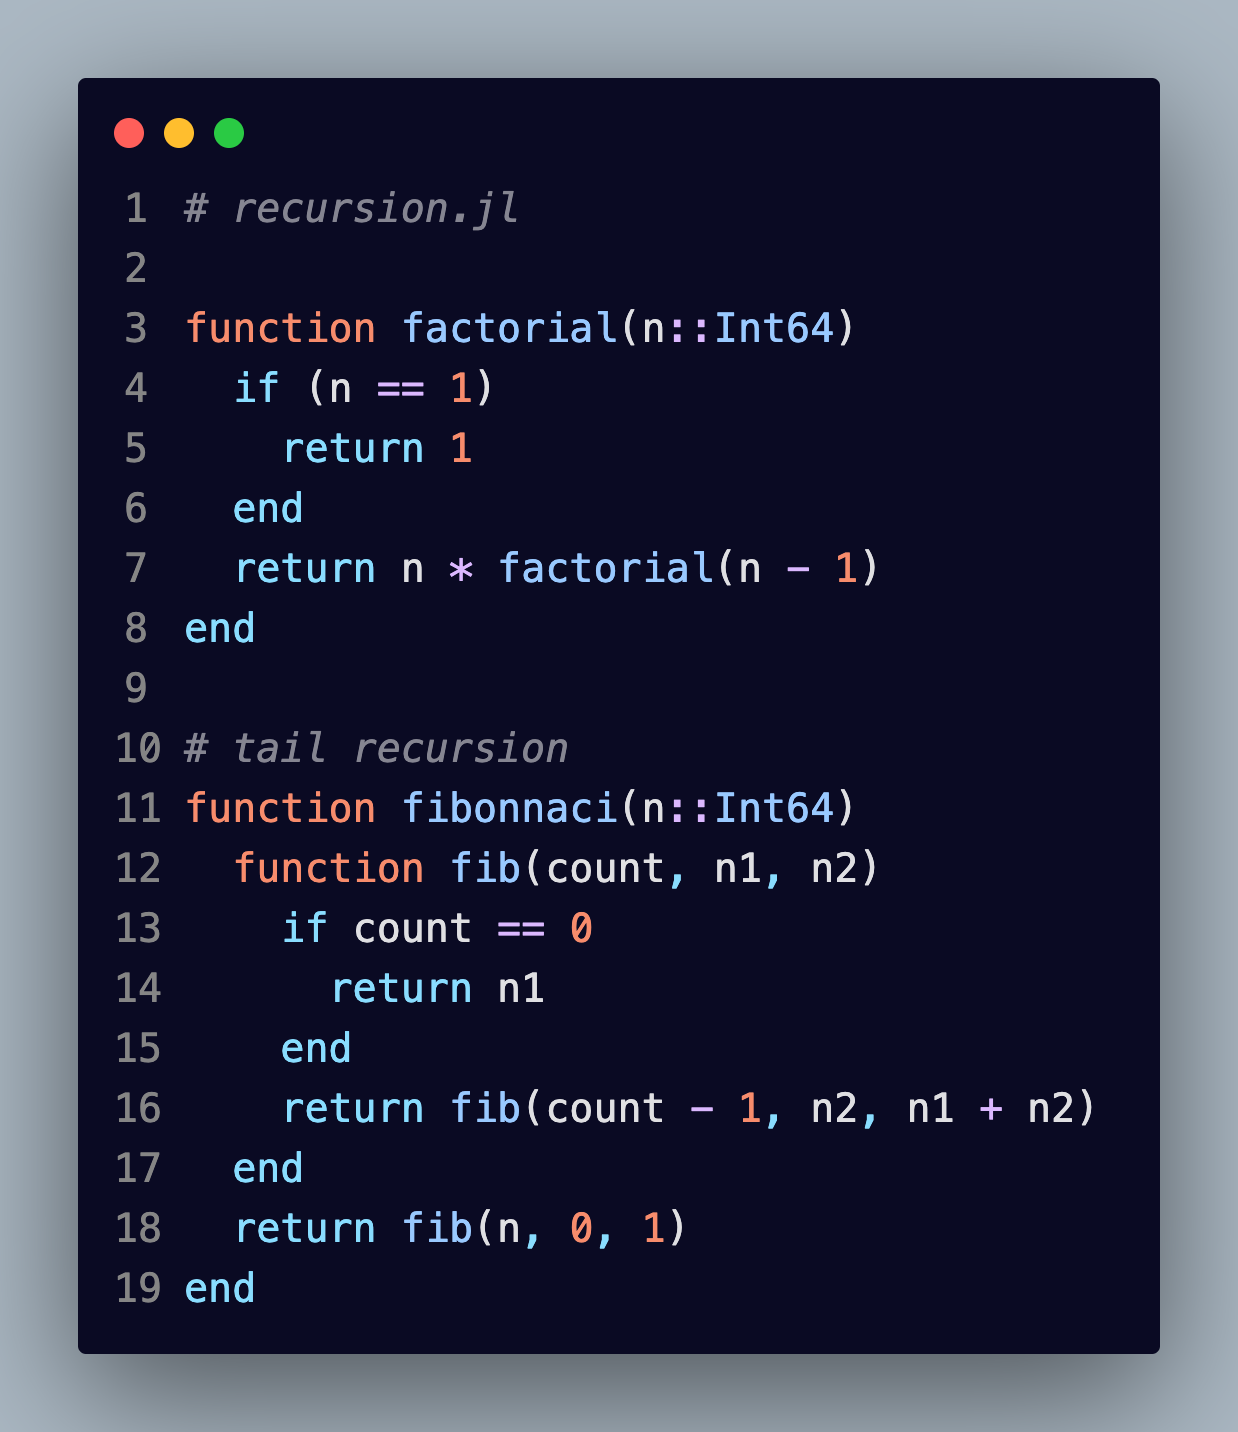 1 # recursion.jl
2
3 function factorial(n::Int64)
4   if (n == 1)
5     return 1
6   end
7   return n * factorial(n - 1)
8 end
9
10 # tail recursion
11 function fibonnaci(n::Int64)
12   function fib(count, n1, n2)
13     if count == 0
14       return n1
15     end
16     return fib(count - 1, n2, n1 + n2)
17   end
18   return fib(n, 0, 1)
19 end